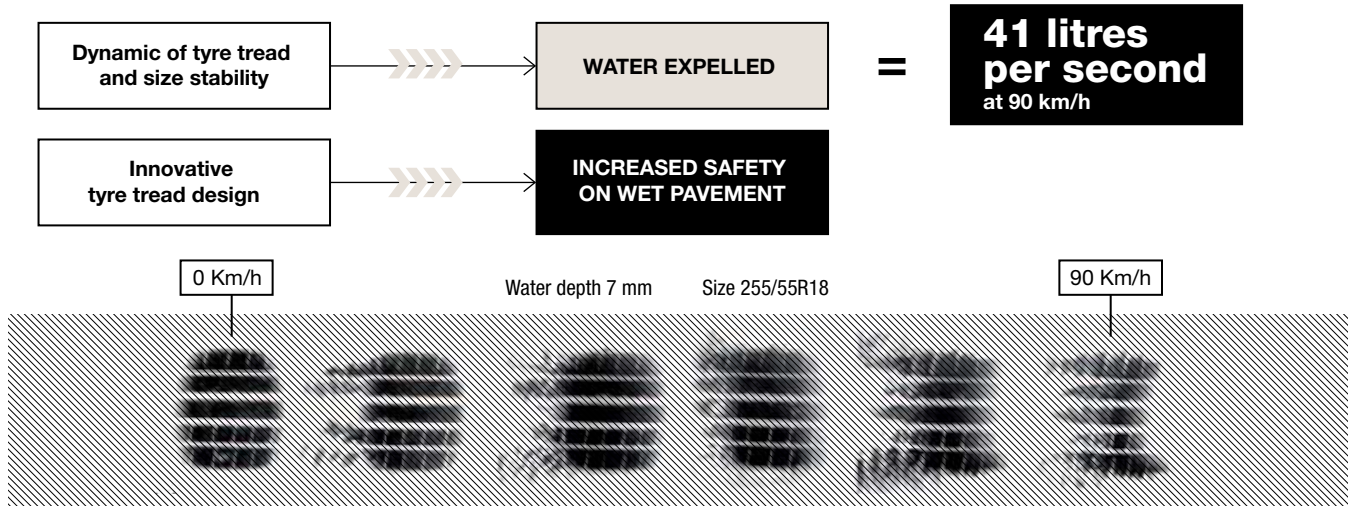 Dynamic of tyre tread
and size stability
WATER EXPELLED
=
41 litres
per second
at 90 km/h
Innovative
tyre tread design
INCREASED SAFETY
ON WET PAVEMENT
0 Km/h
Water depth 7 mm
Size 255/55R18
90 Km/h